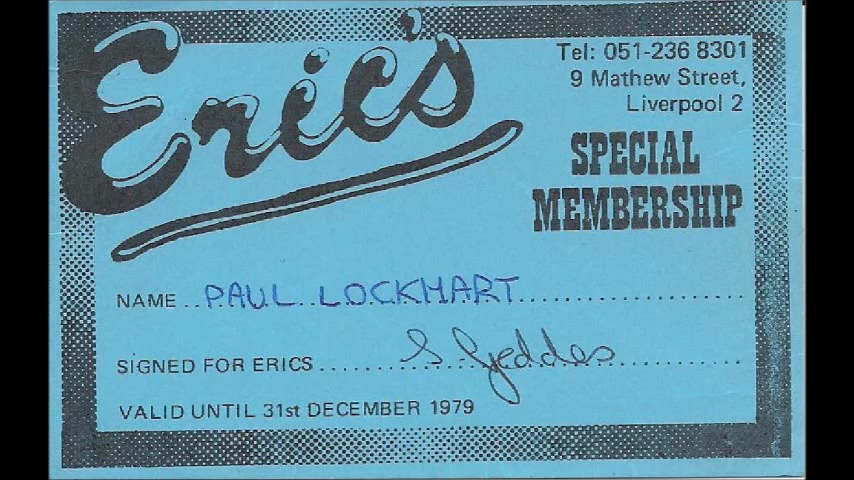 Eric's
Tel: 051-236 8301
9 Mathew Street,
Liverpool 2
SPECIAL
MEMBERSHIP
NAME...PAUL LOCKHART..............................
SIGNED FOR ERICS......S Geddes..................
VALID UNTIL 31st DECEMBER 1979